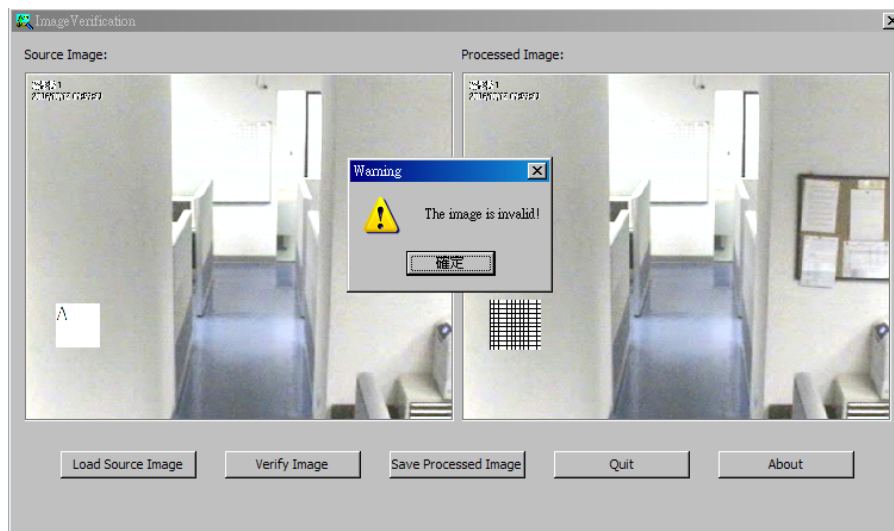 ImageVerification
Source Image:
Processed Image:
Warning
The image is invalid!
確定
Load Source Image
Verify Image
Save Processed Image
Quit
About